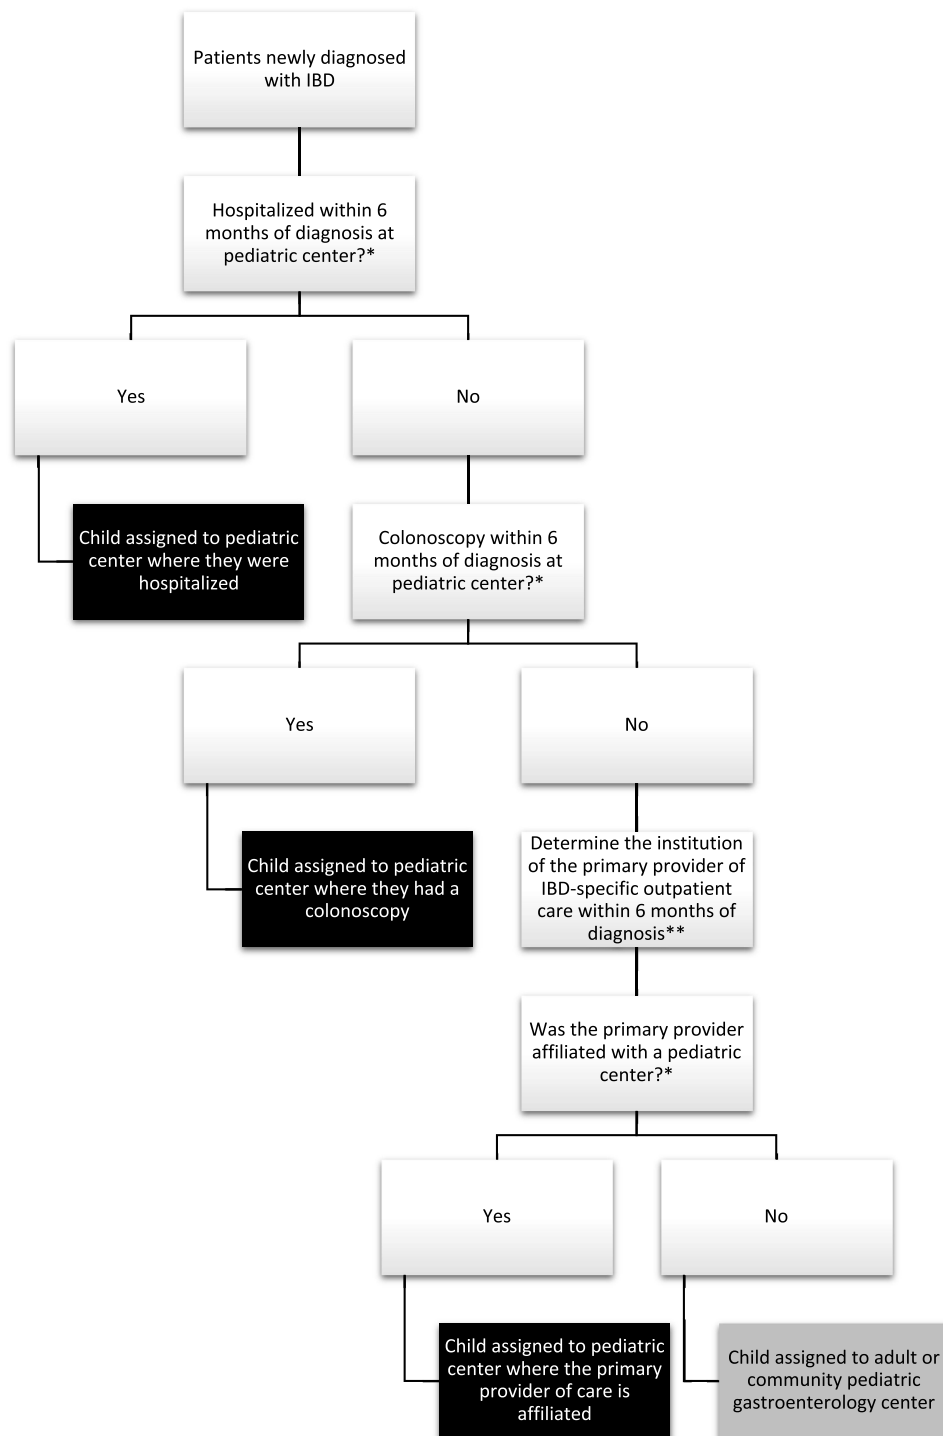 Patients newly diagnosed
with IBD
Hospitalized within 6
months of diagnosis at
pediatric center?*
Yes
No
Child assigned to pediatric
center where they were
hospitalized
Colonoscopy within 6
months of diagnosis at
pediatric center?*
Yes
No
Child assigned to pediatric
center where they had a
colonoscopy
Determine the institution
of the primary provider of
IBD-specific outpatient
care within 6 months of
diagnosis**
Was the primary provider
affiliated with a pediatric
center?*
Yes
No
Child assigned to pediatric
center where the primary
provider of care is
affiliated
Child assigned to adult or
community pediatric
gastroenterology center